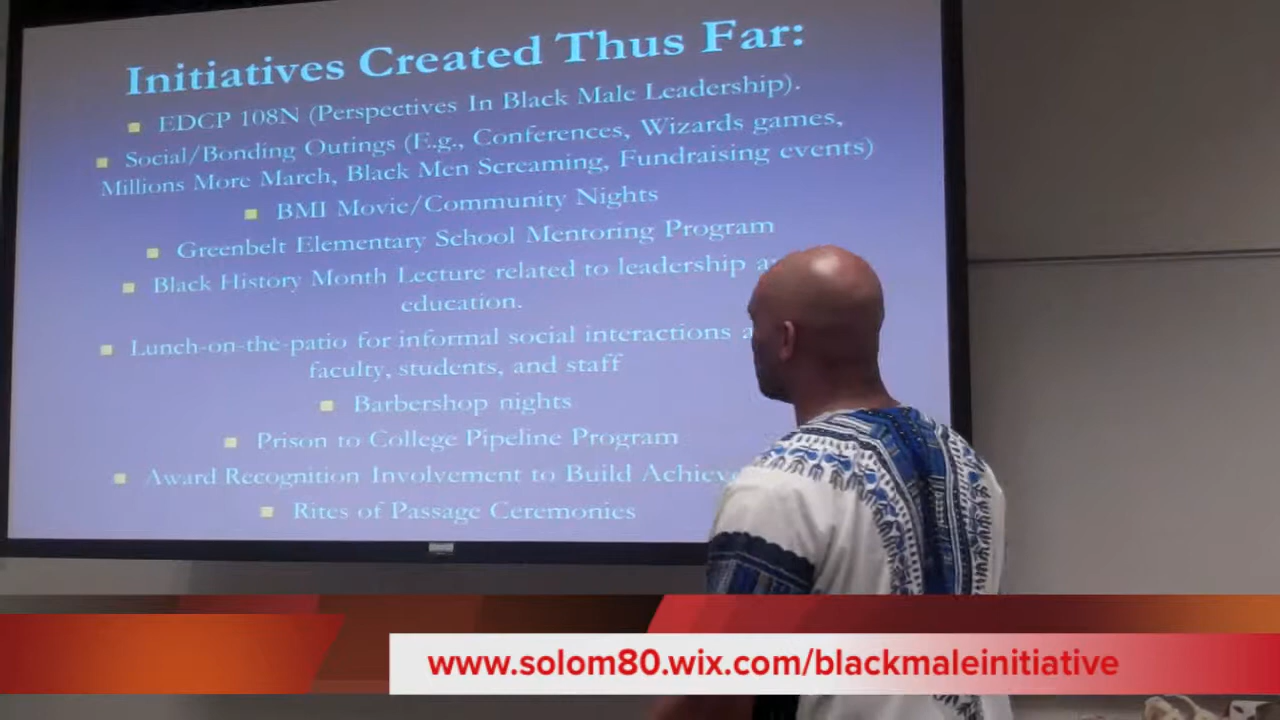 Initiatives Created Thus Far:
EDCP 108N (Perspectives In Black Male Leadership).
Social/Bonding Outings (E.g., Conferences, Wizards games,
Millions More March, Black Men Screaming, Fundraising events)
BMI Movie/Community Nights
Greenbelt Elementary School Mentoring Program
Black History Month Lecture related to leadership
education.
Lunch-on-the-patio for informal social interactions
faculty, students, and staff
Barbershop nights
Prison to College Pipeline Program
Award Recognition Involvement to Build
Rites of Passage Ceremonies
www.solom80.wix.com/blackmaleinitiative